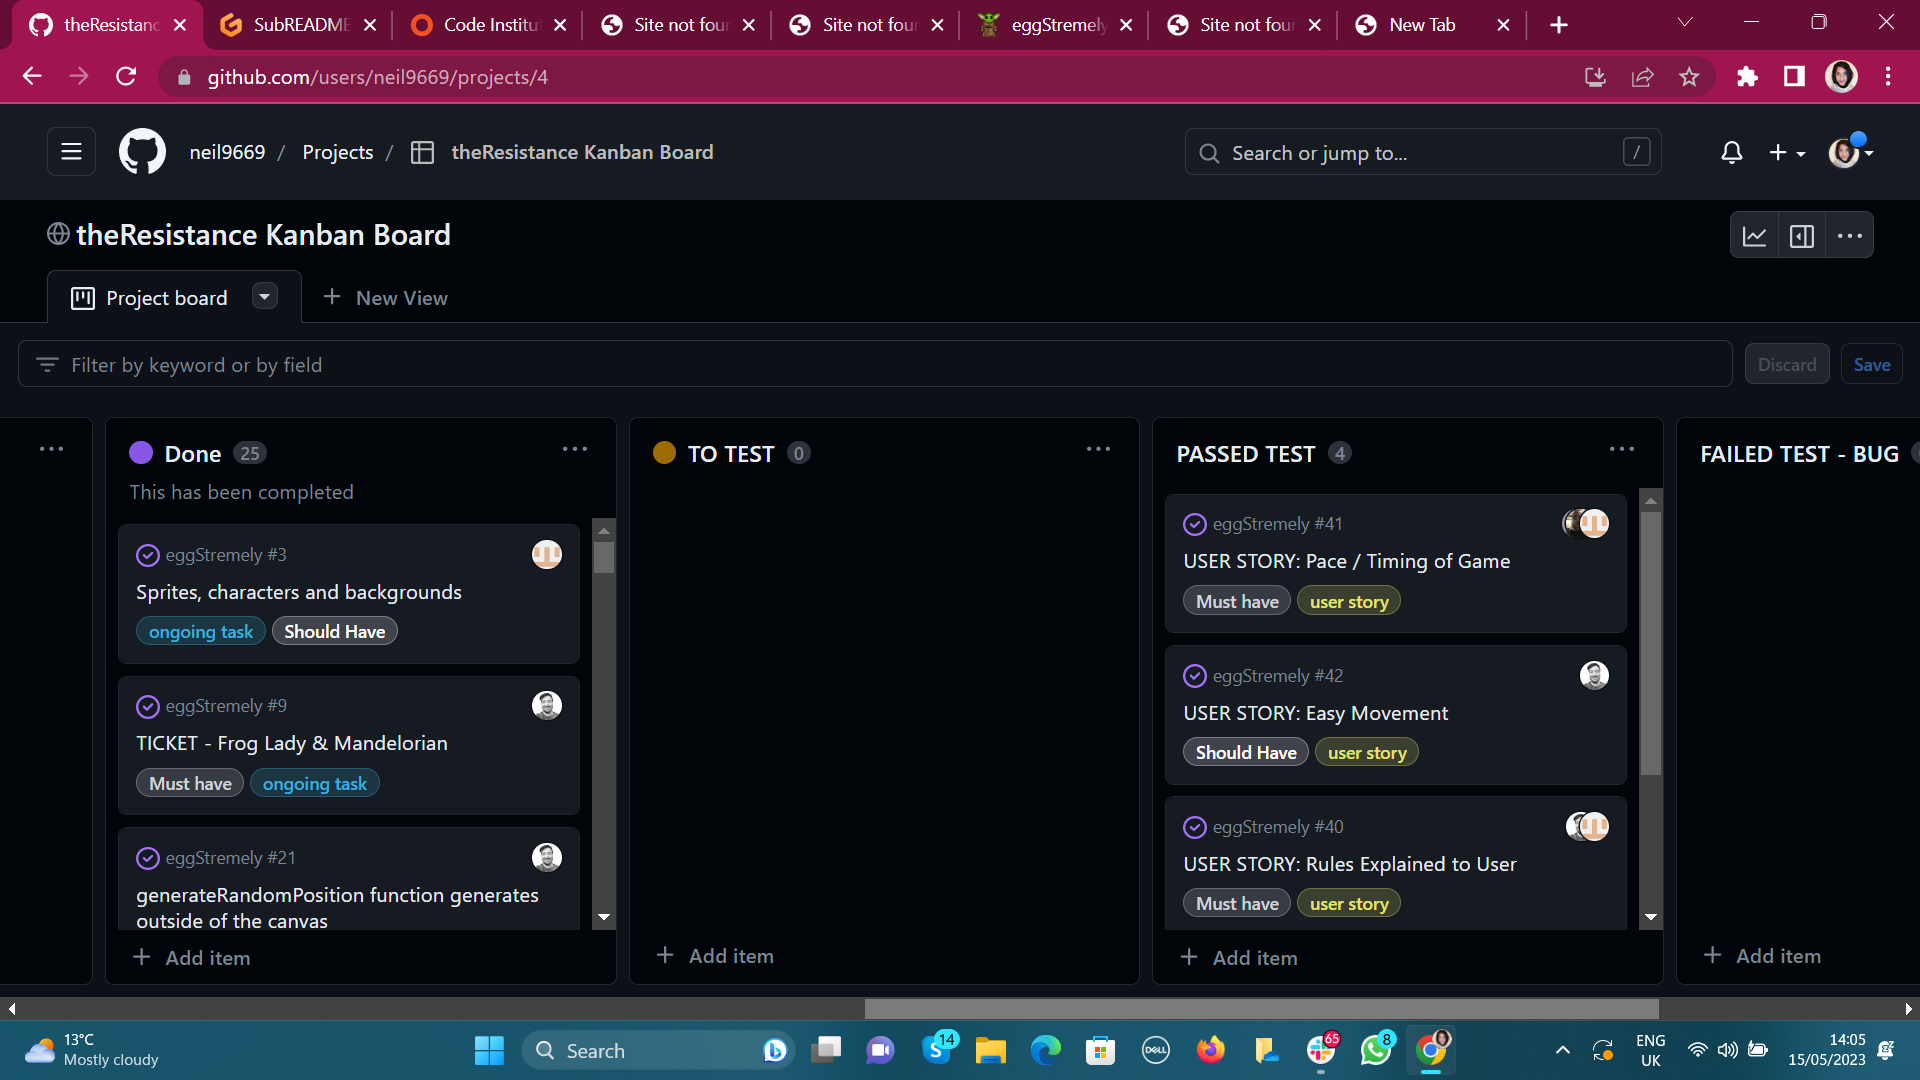 theResistanc
SubREADME
Code Institu
Site not four
Site not four
eggStremely
Site not four
New Tab
github.com/users/neil9669/projects/4
neil9669 / Projects / theResistance Kanban Board
Search or jump to...
/
theResistance Kanban Board
Project board
New View
Filter by keyword or by field
Discard
Save
Done 25
This has been completed
eggStremely #3
Sprites, characters and backgrounds
ongoing task
Should Have
eggStremely #9
TICKET - Frog Lady & Mandelorian
Must have
ongoing task
eggStremely #21
generateRandomPosition function generates
outside of the canvas
Add item
TO TEST 0
Add item
PASSED TEST 4
eggStremely #41
USER STORY: Pace / Timing of Game
Must have
user story
eggStremely #42
USER STORY: Easy Movement
Should Have
user story
eggStremely #40
USER STORY: Rules Explained to User
Must have
user story
Add item
FAILED TEST - BUG
Add item
13°C
Mostly cloudy
Search
14
DELL
65
8
ENG
UK
14:05
15/05/2023